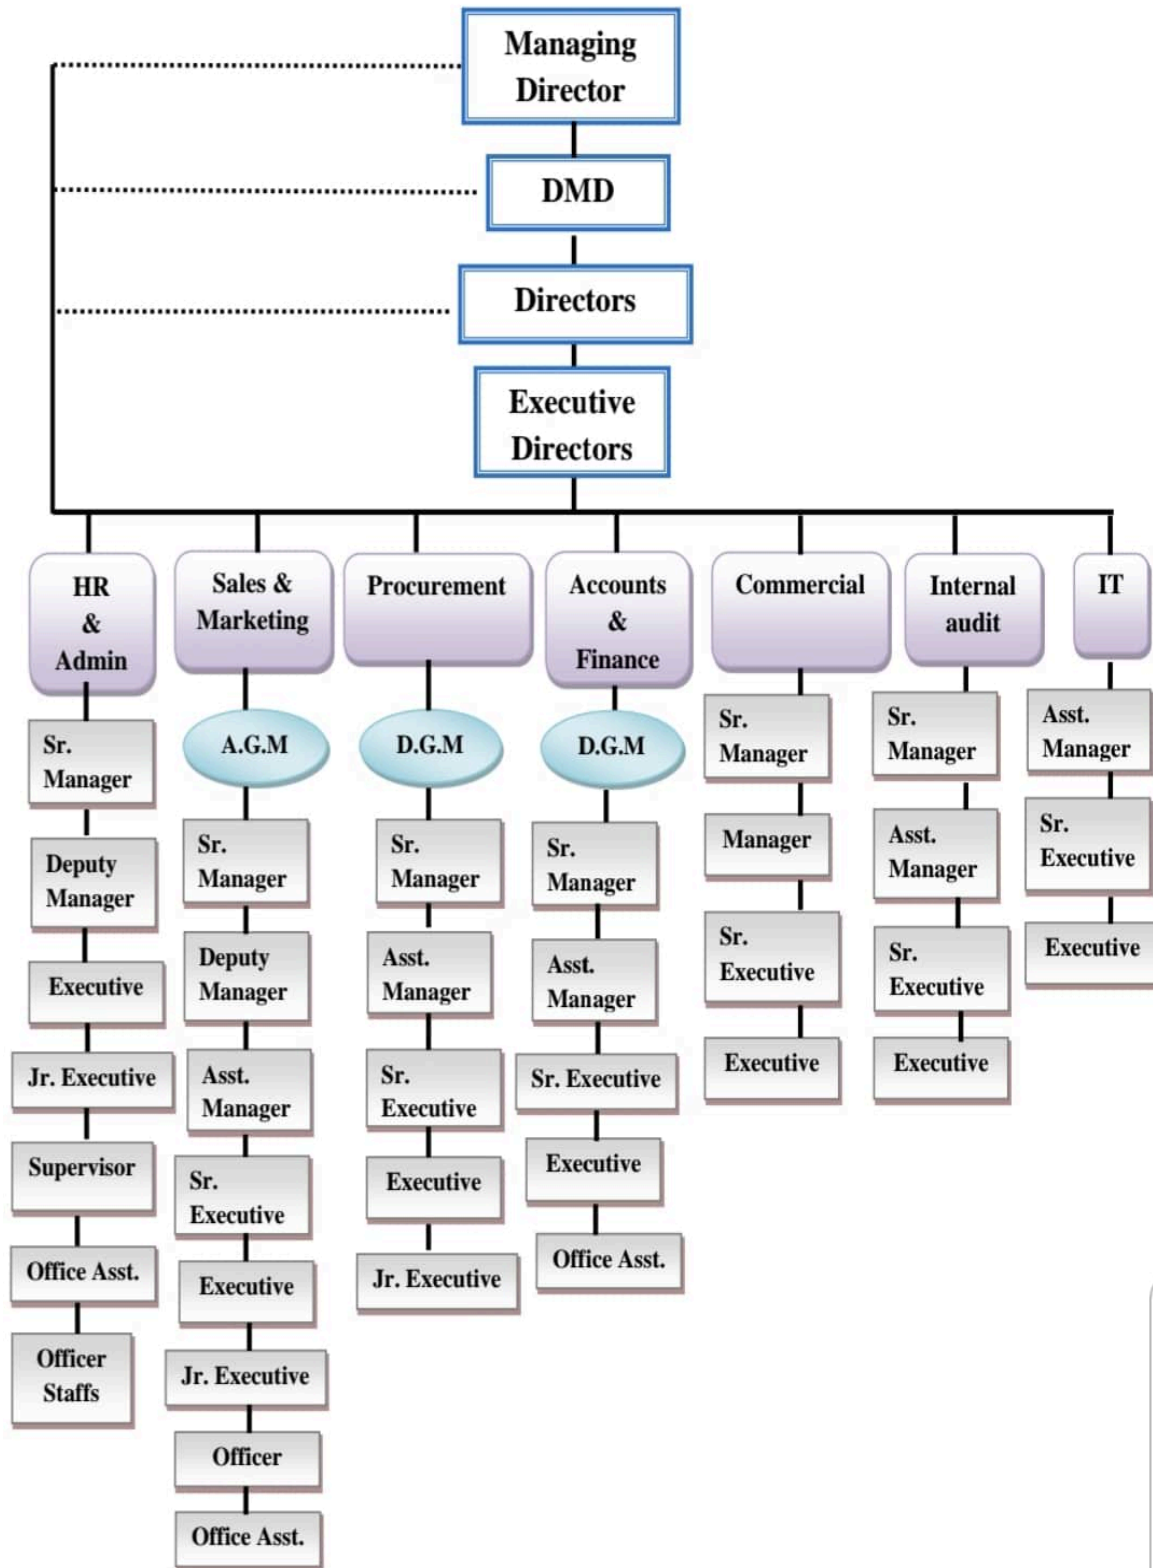 Managing
Director
DMD
Directors
Executive
Directors
HR
&
Admin
Sr.
Manager
Deputy
Manager
Executive
Jr. Executive
Supervisor
Office Asst.
Officer
Staffs
Sales &
Marketing
A.G.M
Sr.
Manager
Deputy
Manager
Asst.
Manager
Sr.
Executive
Executive
Jr. Executive
Officer
Office Asst.
Procurement
D.G.M
Sr.
Manager
Asst.
Manager
Sr.
Executive
Executive
Jr. Executive
Accounts
&
Finance
D.G.M
Sr.
Manager
Asst.
Manager
Sr. Executive
Executive
Office Asst.
Commercial
Sr.
Manager
Manager
Sr.
Executive
Executive
Internal
audit
Sr.
Manager
Asst.
Manager
Sr.
Executive
Executive
IT
Asst.
Manager
Sr.
Executive
Executive